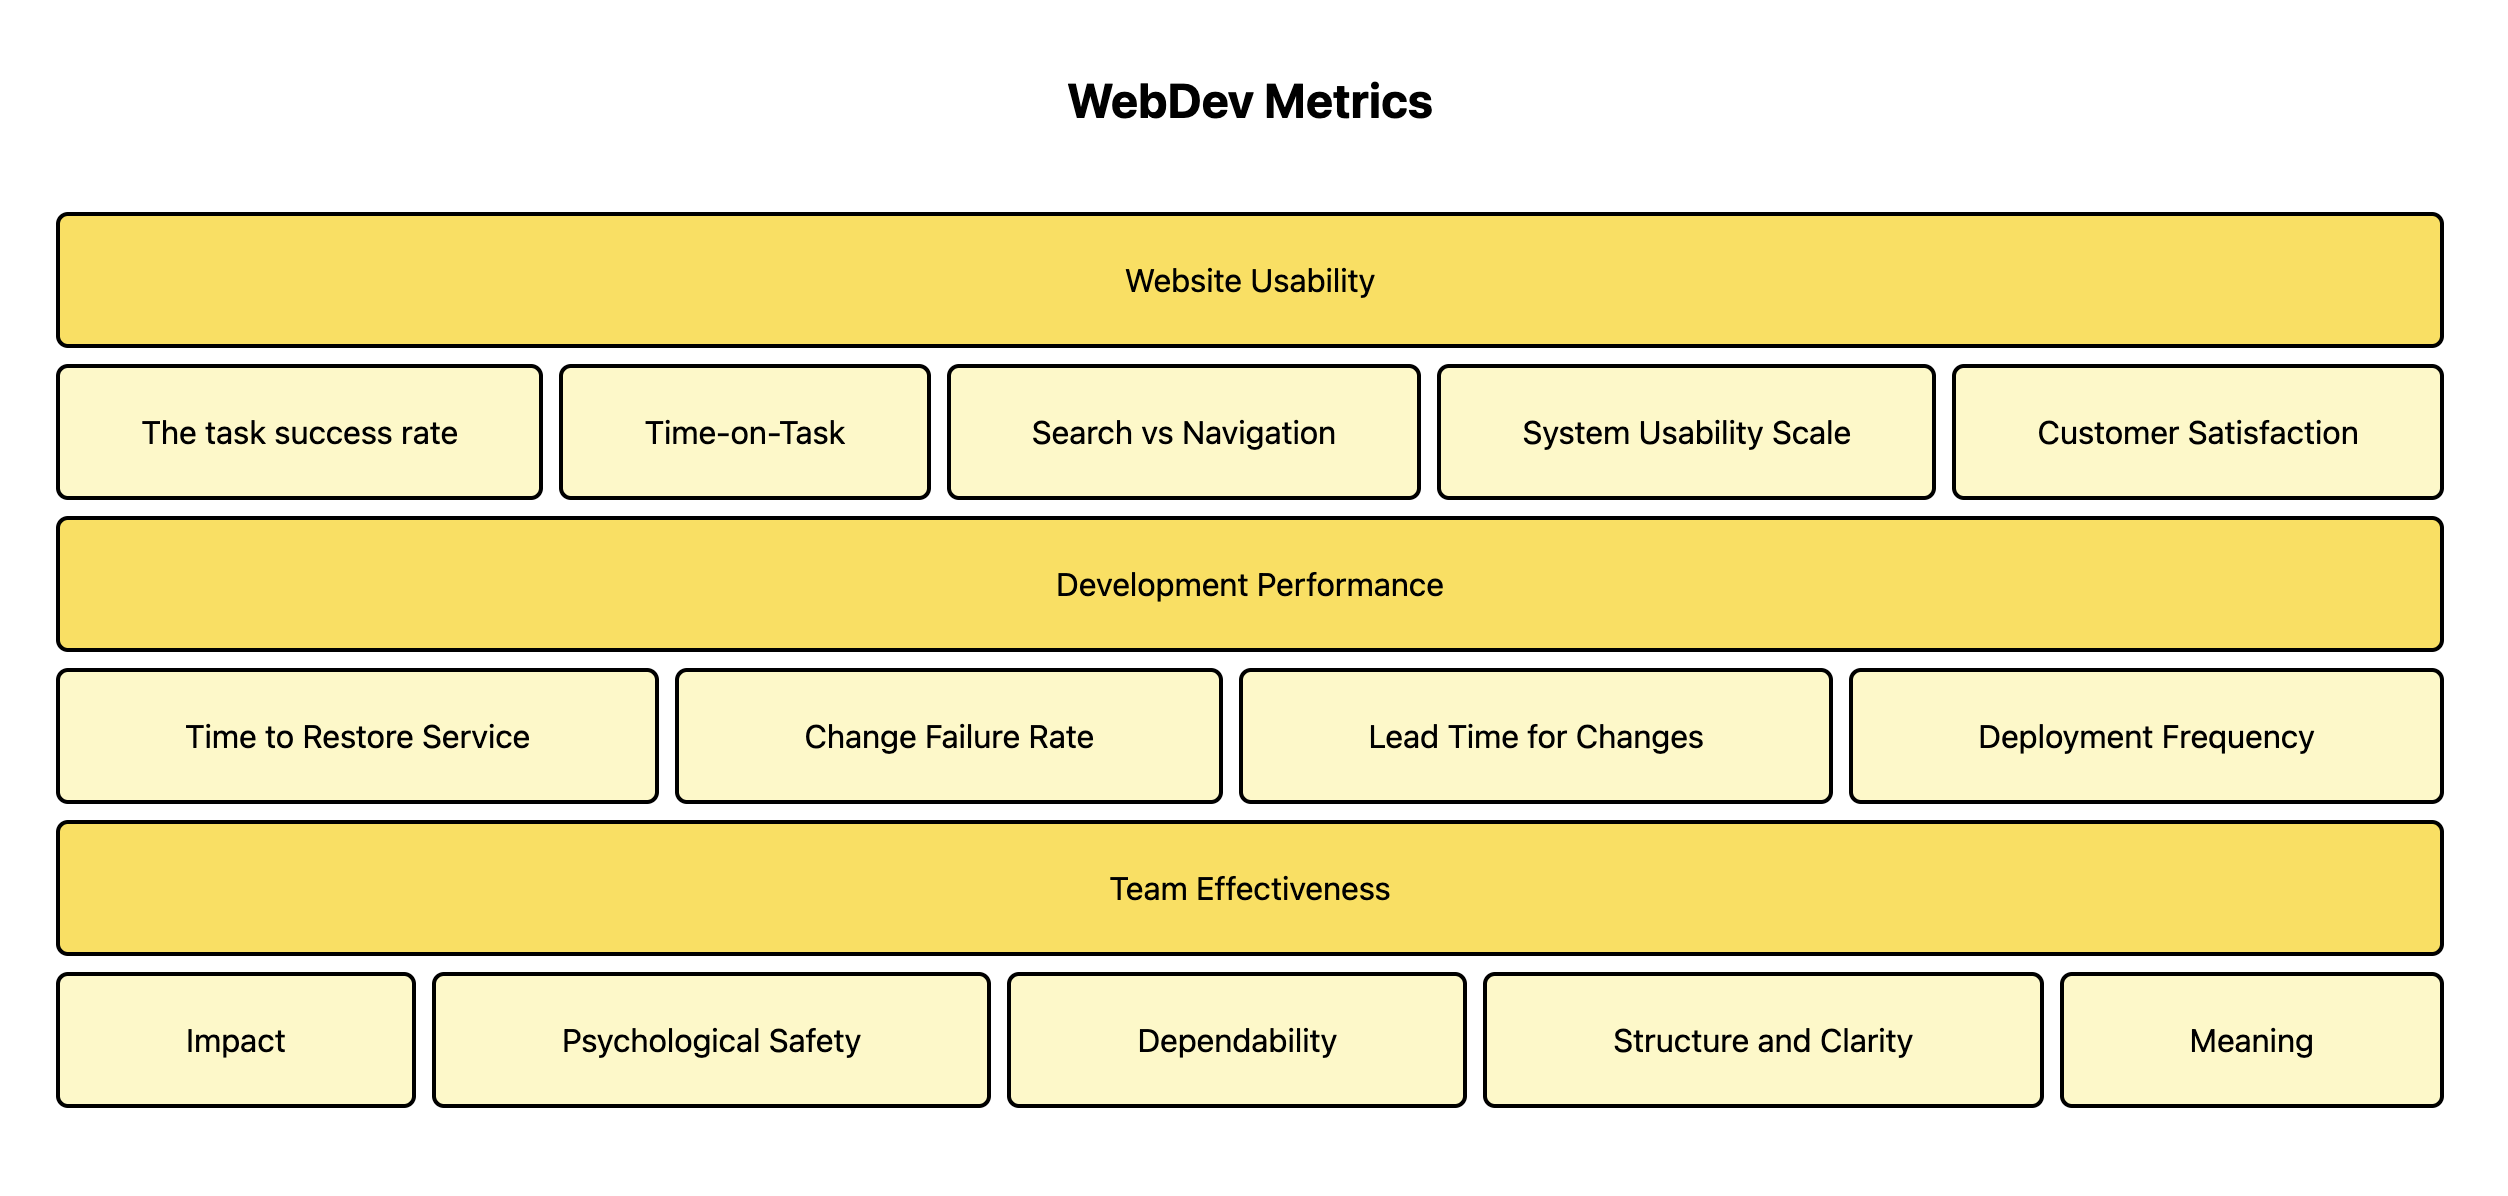 WebDev Metrics
Website Usability
The task success rate
Time-on-Task
Search vs Navigation
System Usability Scale
Customer Satisfaction
Development Performance
Time to Restore Service
Change Failure Rate
Lead Time for Changes
Deployment Frequency
Team Effectiveness
Impact
Psychological Safety
Dependability
Structure and Clarity
Meaning